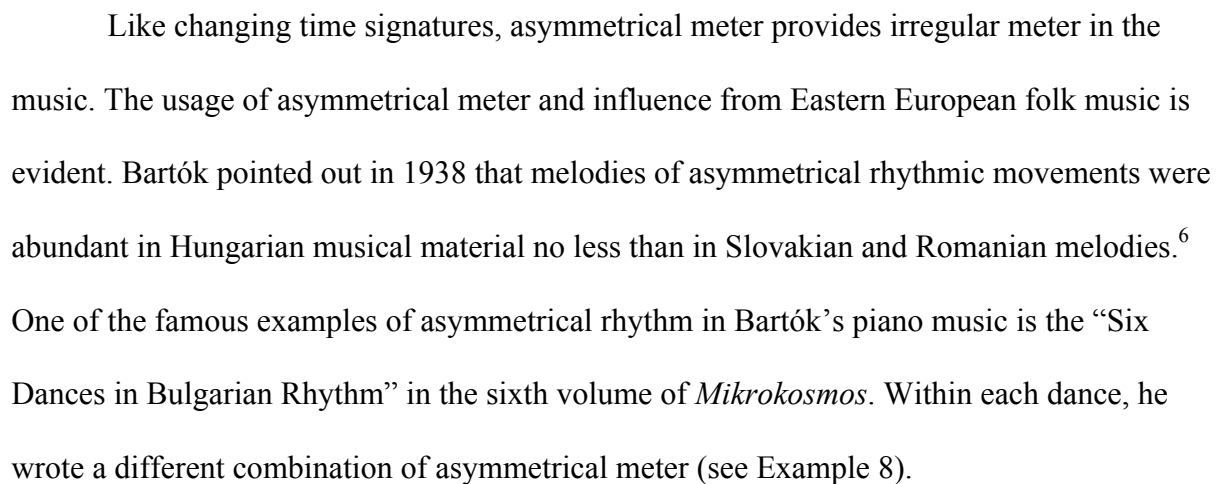 Like changing time signatures, asymmetrical meter provides irregular meter in the
music. The usage of asymmetrical meter and influence from Eastern European folk music is
evident. Bartók pointed out in 1938 that melodies of asymmetrical rhythmic movements were
abundant in Hungarian musical material no less than in Slovakian and Romanian melodies.⁶
One of the famous examples of asymmetrical rhythm in Bartók’s piano music is the “Six
Dances in Bulgarian Rhythm” in the sixth volume of Mikrokosmos. Within each dance, he
wrote a different combination of asymmetrical meter (see Example 8).